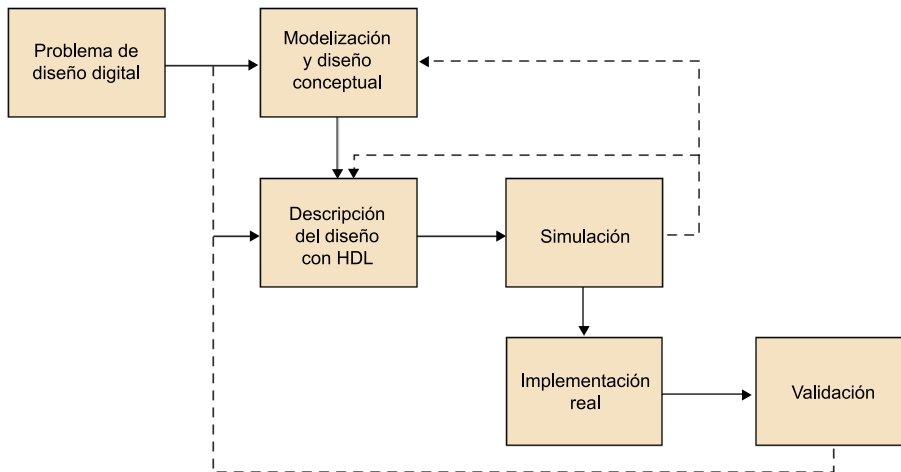 Problema de
diseño digital
Modelización
y diseño
conceptual
Descripción
del diseño
con HDL
Simulación
Implementación
real
Validación